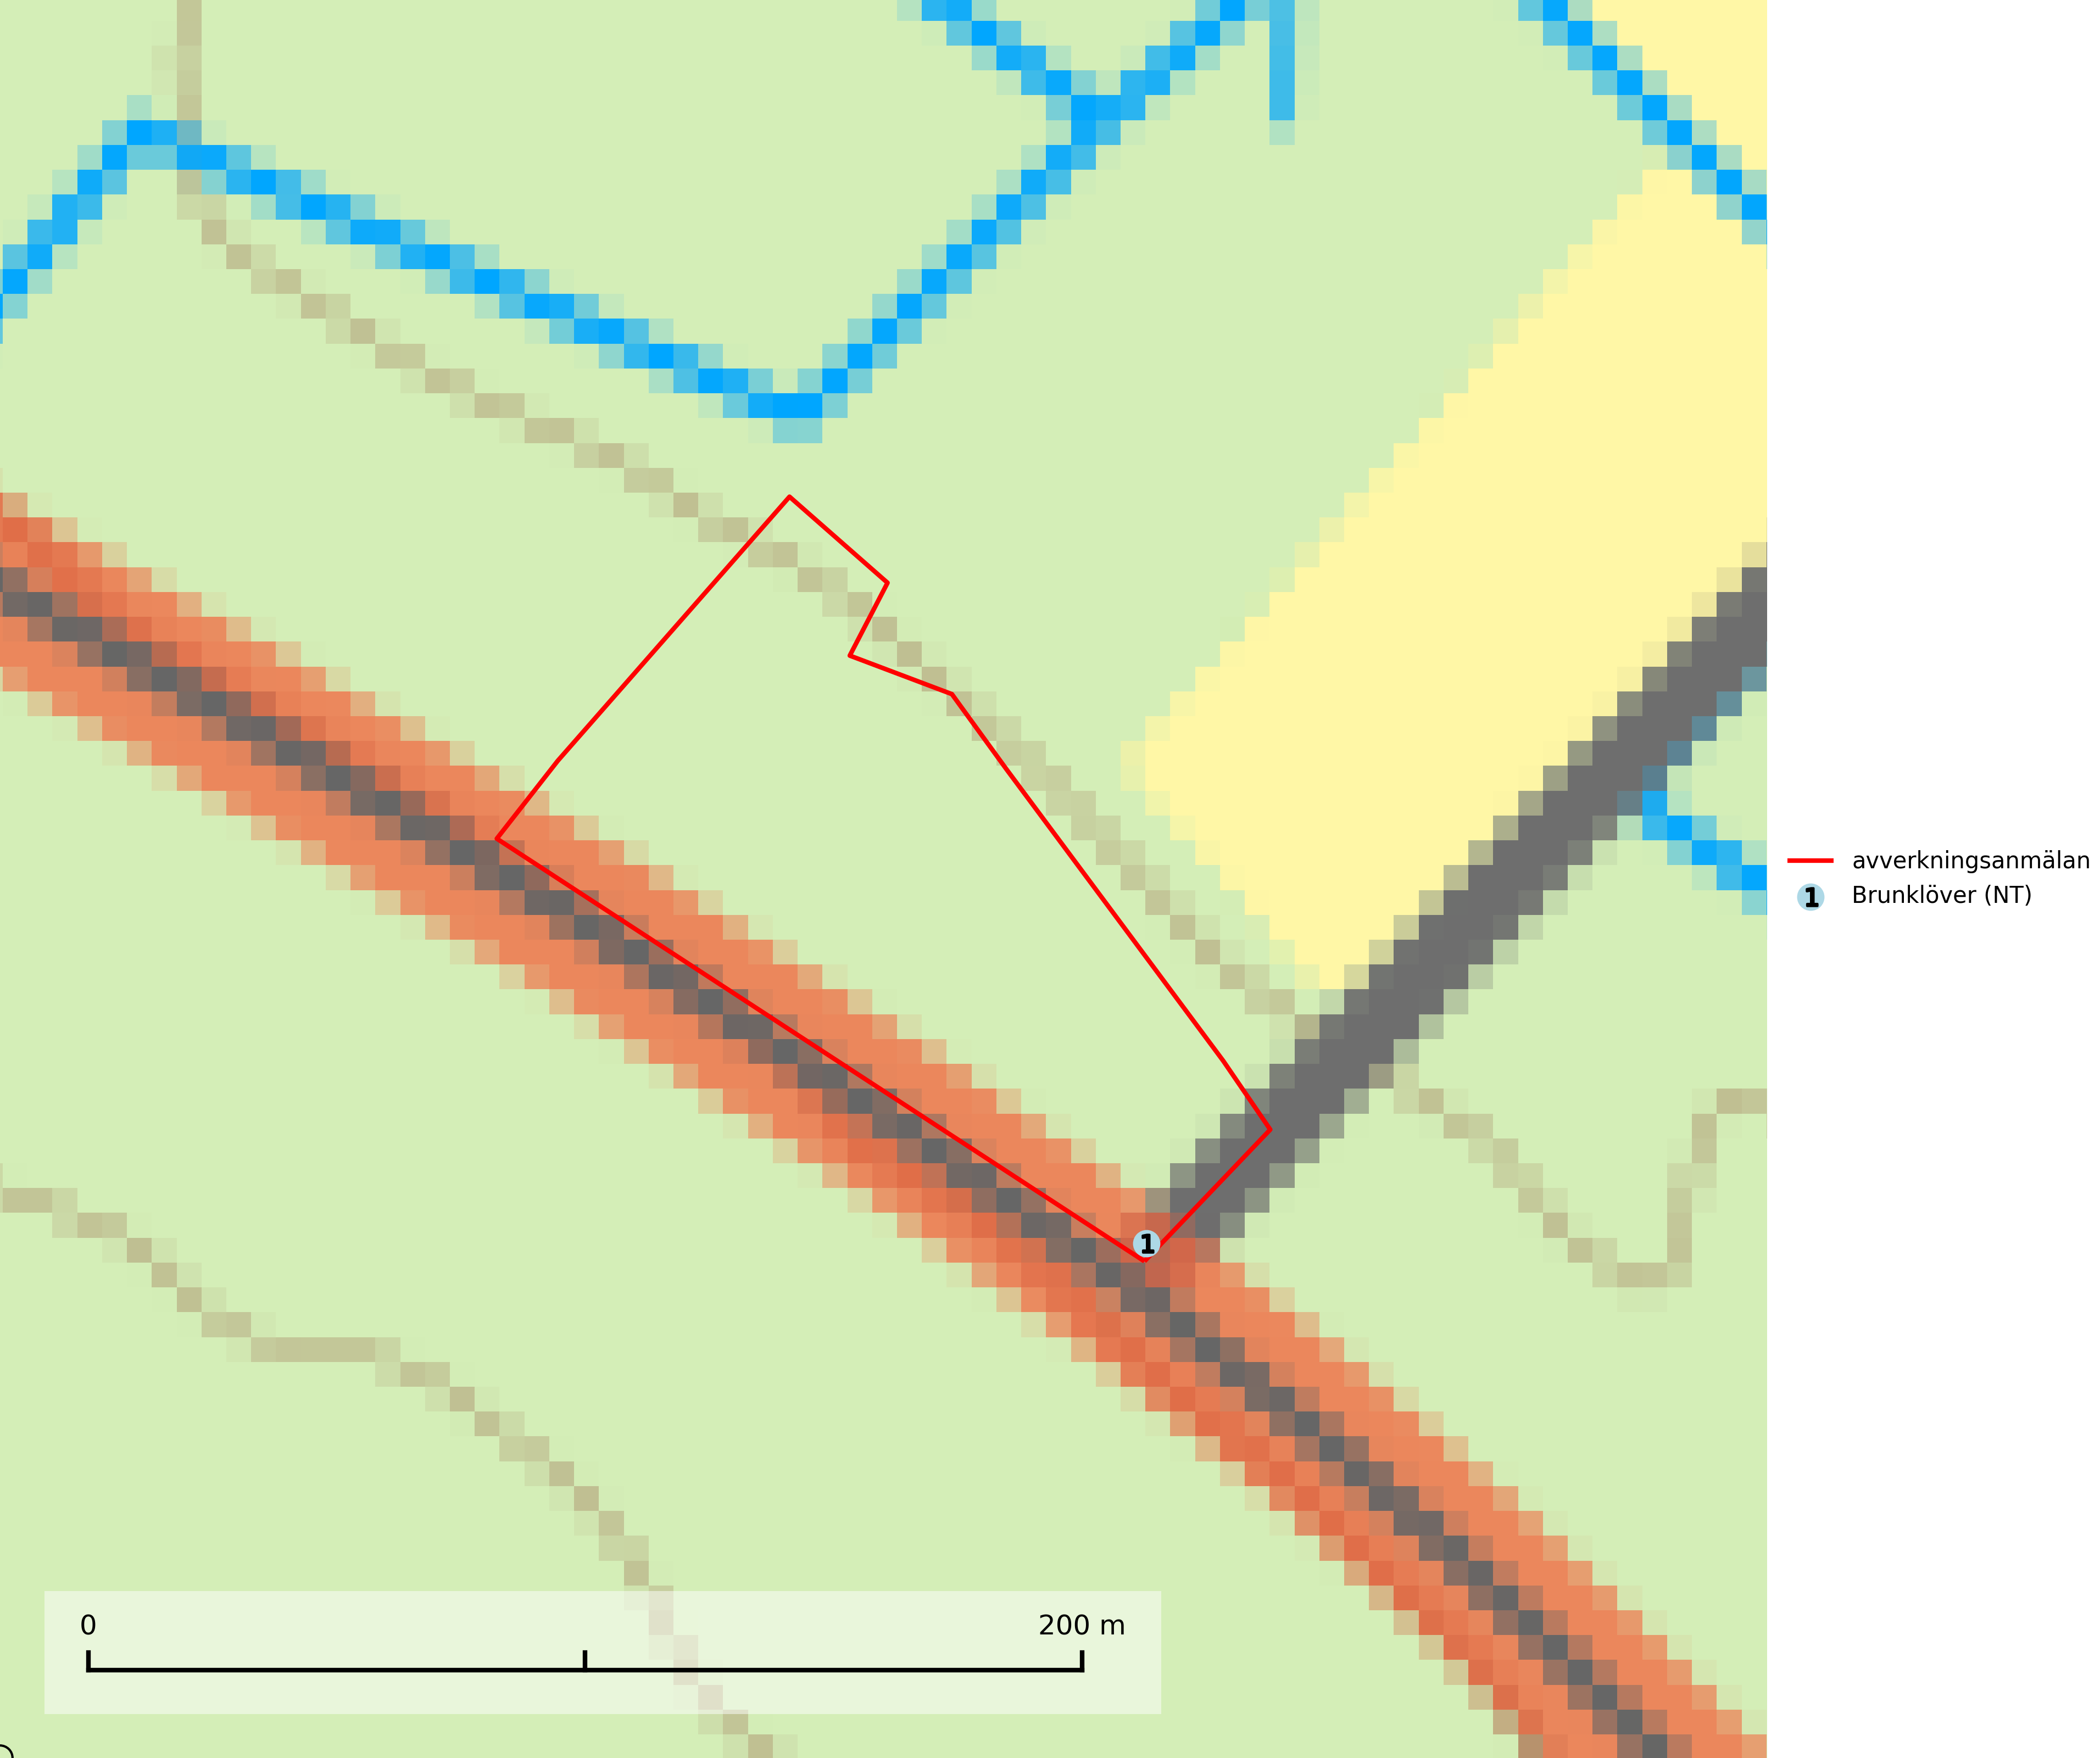 avverkningsanmälan
1 Brunklöver (NT)
1
0 200 m